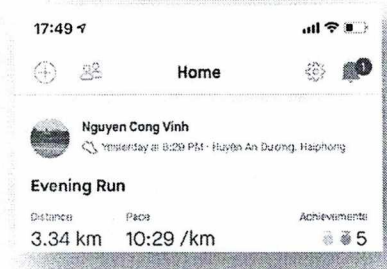 17:49
Home
1
Nguyen Cong Vinh
Yesterday at 8:29 PM · Huyện An Dương, Haiphong
Evening Run
Distance Pace Achievements
3.34 km 10:29 /km 5